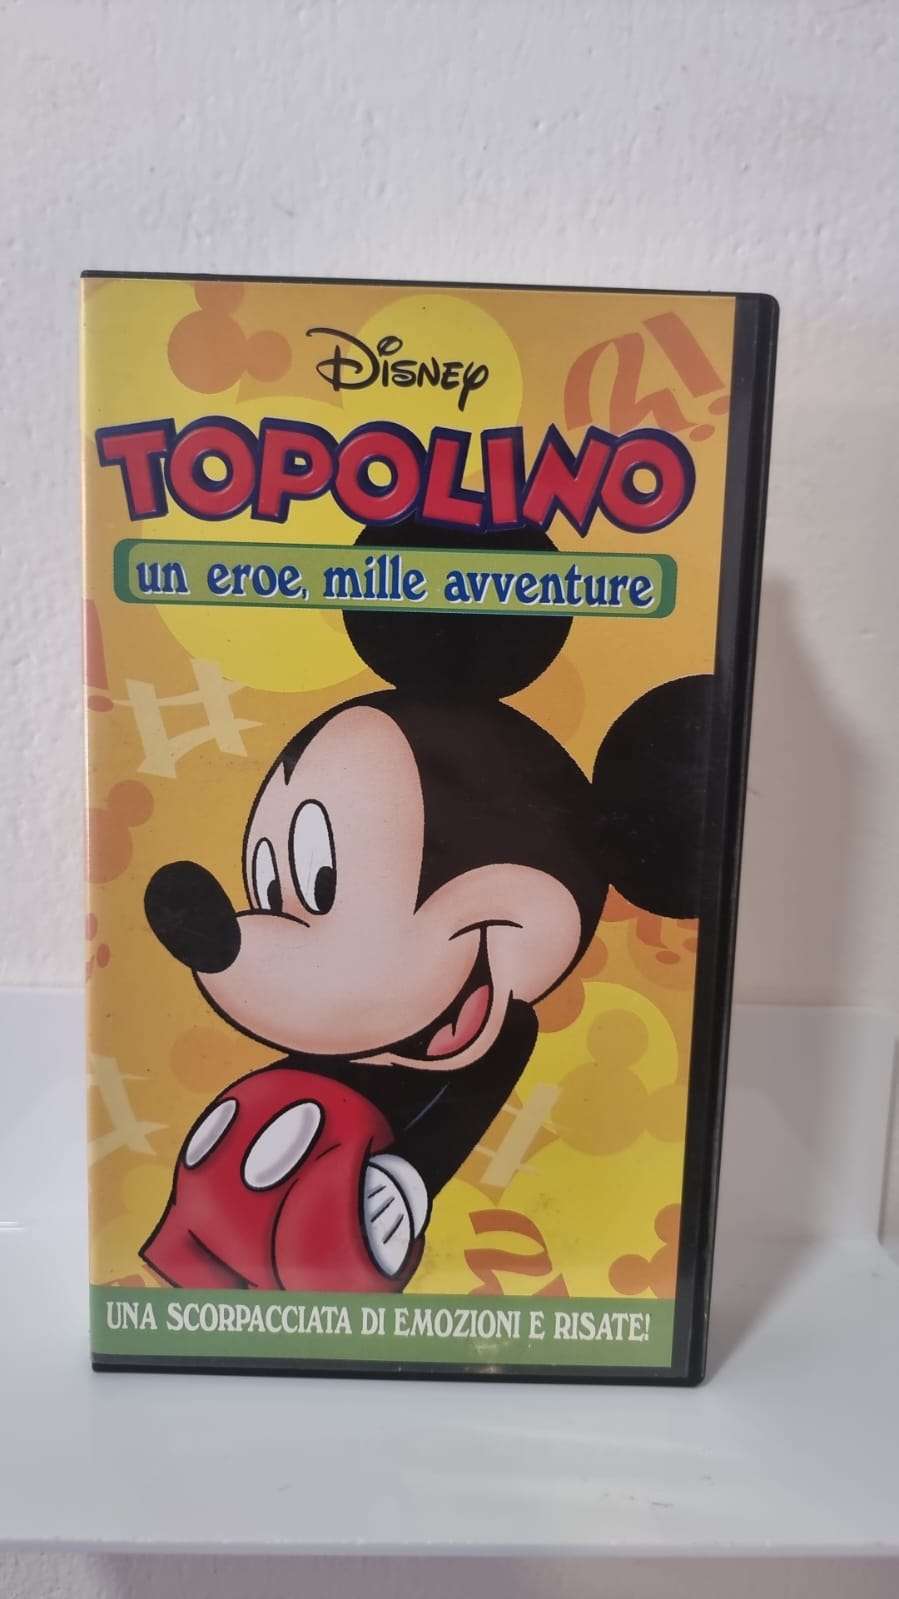 Disney
TOPOLINO
un eroe, mille avventure
UNA SCORPACCIATA DI EMOZIONI E RISATE!